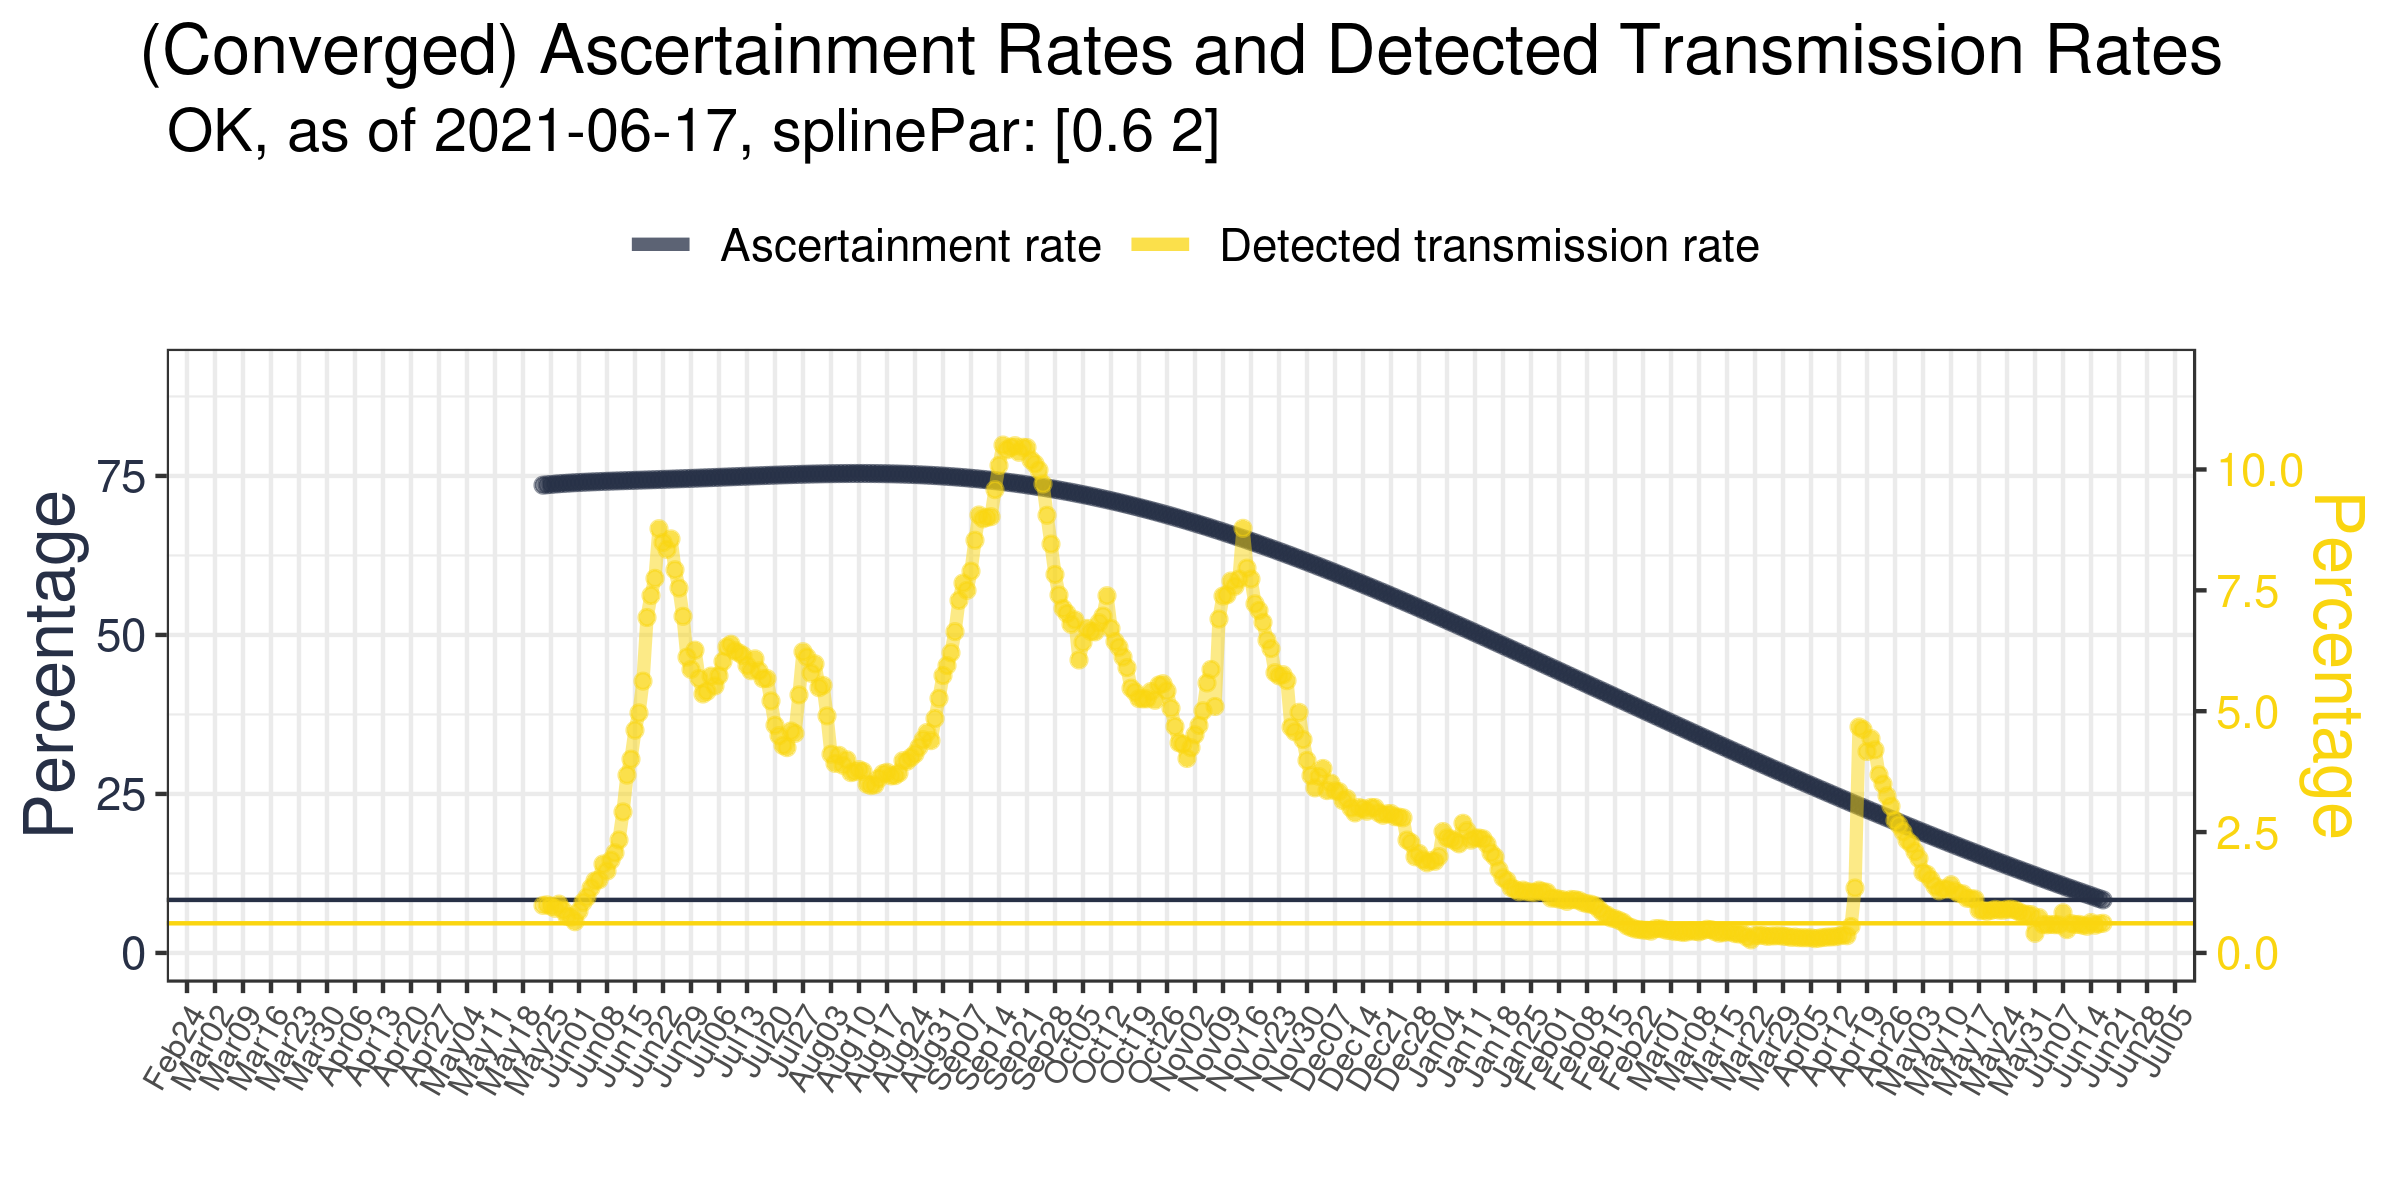 (Converged) Ascertainment Rates and Detected Transmission Rates
OK, as of 2021-06-17, splinePar: [0.6 2]
Ascertainment rate
Detected transmission rate
Percentage
75
50
25
0
10.0
7.5
5.0
2.5
0.0
Percentage
Feb24
Mar02
Mar09
Mar16
Mar23
Mar30
Apr06
Apr13
Apr20
Apr27
May04
May11
May18
May25
Jun01
Jun08
Jun15
Jun22
Jun29
Jul06
Jul13
Jul20
Jul27
Aug03
Aug10
Aug17
Aug24
Aug31
Sep07
Sep14
Sep21
Sep28
Oct05
Oct12
Oct19
Oct26
Nov02
Nov09
Nov16
Nov23
Nov30
Dec07
Dec14
Dec21
Dec28
Jan04
Jan11
Jan18
Jan25
Feb01
Feb08
Feb15
Feb22
Mar01
Mar08
Mar15
Mar22
Mar29
Apr05
Apr12
Apr19
Apr26
May03
May10
May17
May24
May31
Jun07
Jun14
Jun21
Jun28
Jul05